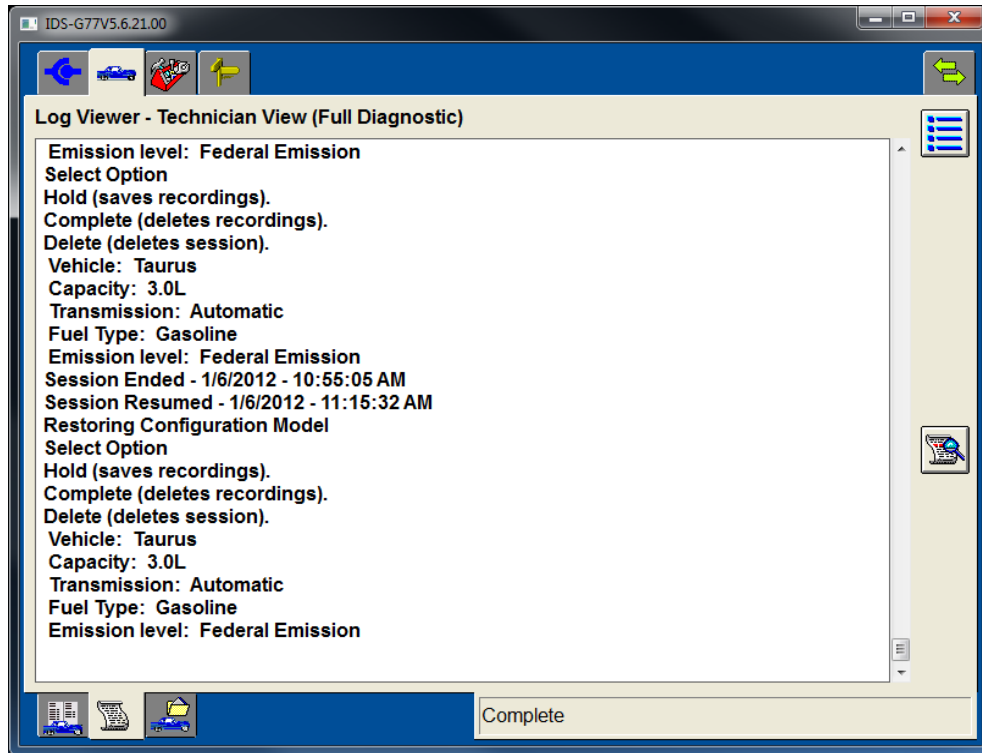 IDS-G77V5.6.21.00
Log Viewer - Technician View (Full Diagnostic)
Emission level: Federal Emission
Select Option
Hold (saves recordings).
Complete (deletes recordings).
Delete (deletes session).
Vehicle: Taurus
Capacity: 3.0L
Transmission: Automatic
Fuel Type: Gasoline
Emission level: Federal Emission
Session Ended - 1/6/2012 - 10:55:05 AM
Session Resumed - 1/6/2012 - 11:15:32 AM
Restoring Configuration Model
Select Option
Hold (saves recordings).
Complete (deletes recordings).
Delete (deletes session).
Vehicle: Taurus
Capacity: 3.0L
Transmission: Automatic
Fuel Type: Gasoline
Emission level: Federal Emission
Complete